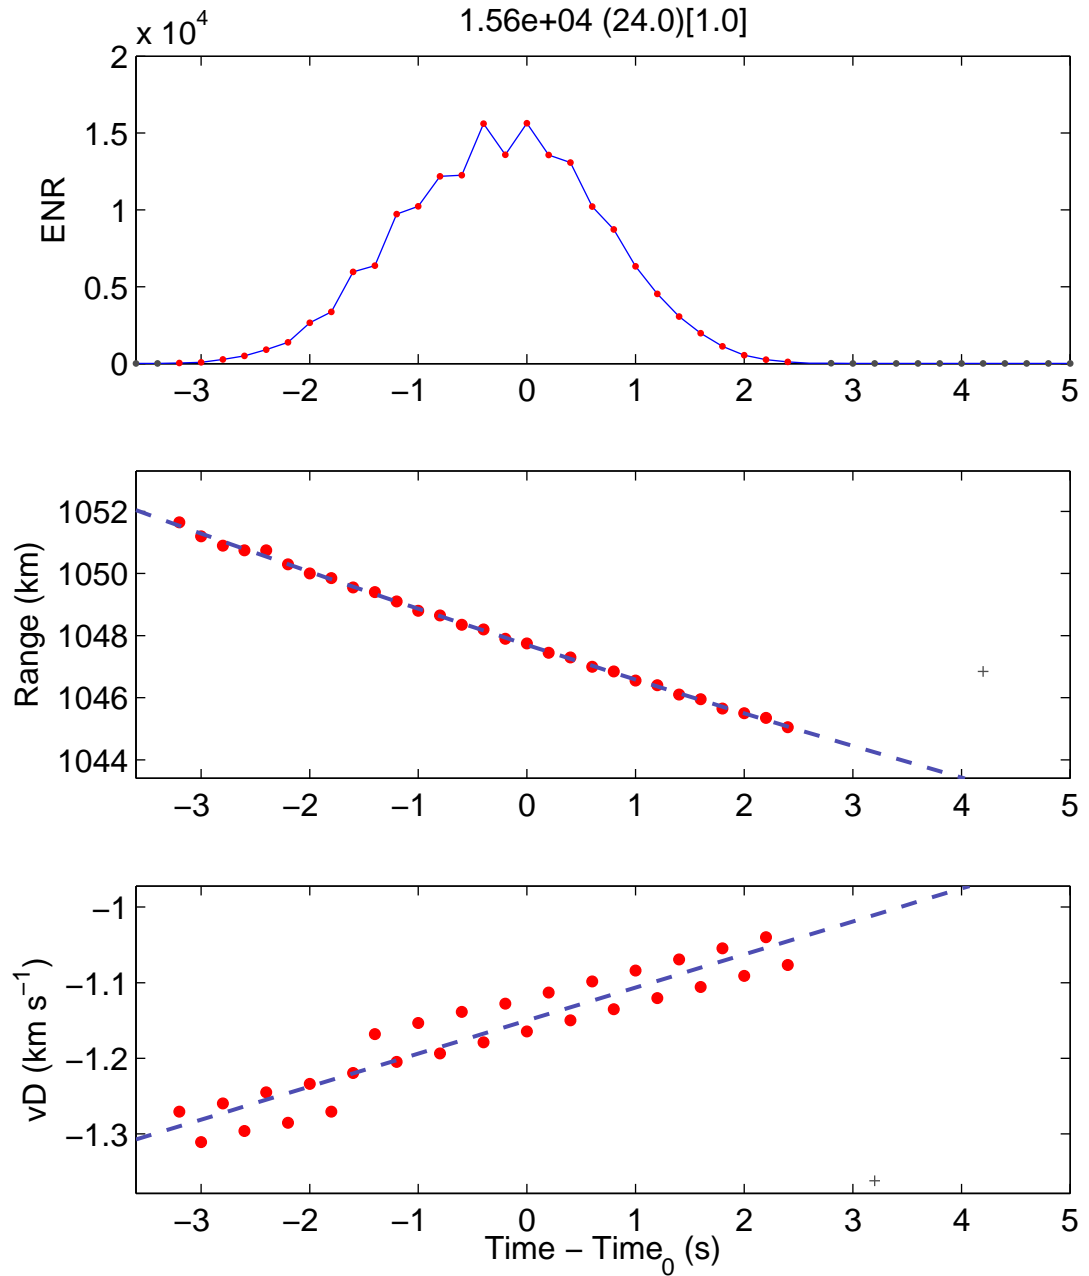 1.56e+04 (24.0)[1.0]
x 10^4
2
1.5
1
0.5
0
ENR
−3 −2 −1 0 1 2 3 4 5
1052
1050
1048
1046
1044
Range (km)
−3 −2 −1 0 1 2 3 4 5
−1
−1.1
−1.2
−1.3
vD (km s⁻¹)
−3 −2 −1 0 1 2 3 4 5
Time − Time₀ (s)